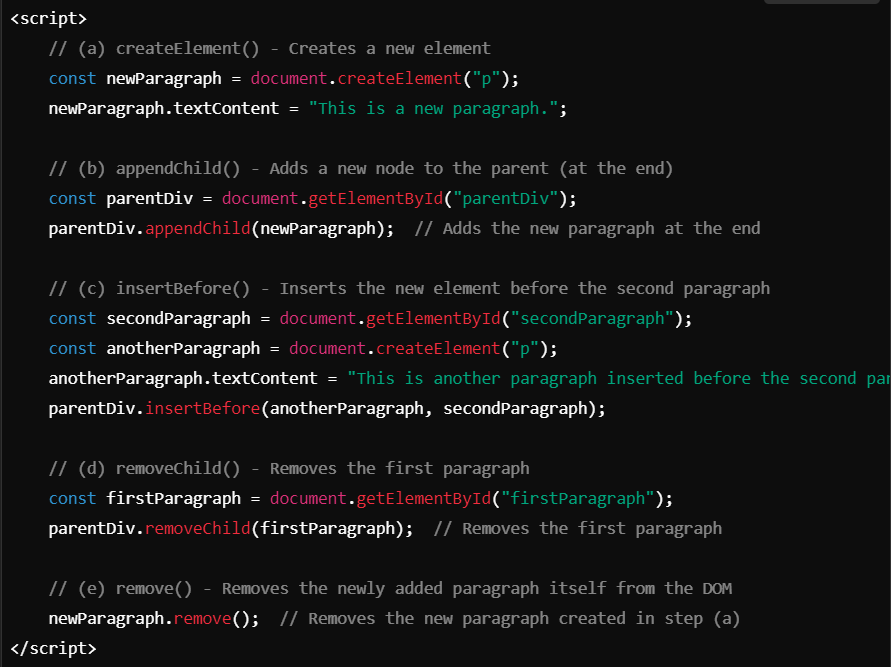 <script>
    // (a) createElement() - Creates a new element
    const newParagraph = document.createElement("p");
    newParagraph.textContent = "This is a new paragraph.";

    // (b) appendChild() - Adds a new node to the parent (at the end)
    const parentDiv = document.getElementById("parentDiv");
    parentDiv.appendChild(newParagraph);  // Adds the new paragraph at the end

    // (c) insertBefore() - Inserts the new element before the second paragraph
    const secondParagraph = document.getElementById("secondParagraph");
    const anotherParagraph = document.createElement("p");
    anotherParagraph.textContent = "This is another paragraph inserted before the second
    parentDiv.insertBefore(anotherParagraph, secondParagraph);

    // (d) removeChild() - Removes the first paragraph
    const firstParagraph = document.getElementById("firstParagraph");
    parentDiv.removeChild(firstParagraph);  // Removes the first paragraph

    // (e) remove() - Removes the newly added paragraph itself from the DOM
    newParagraph.remove();  // Removes the new paragraph created in step (a)
</script>